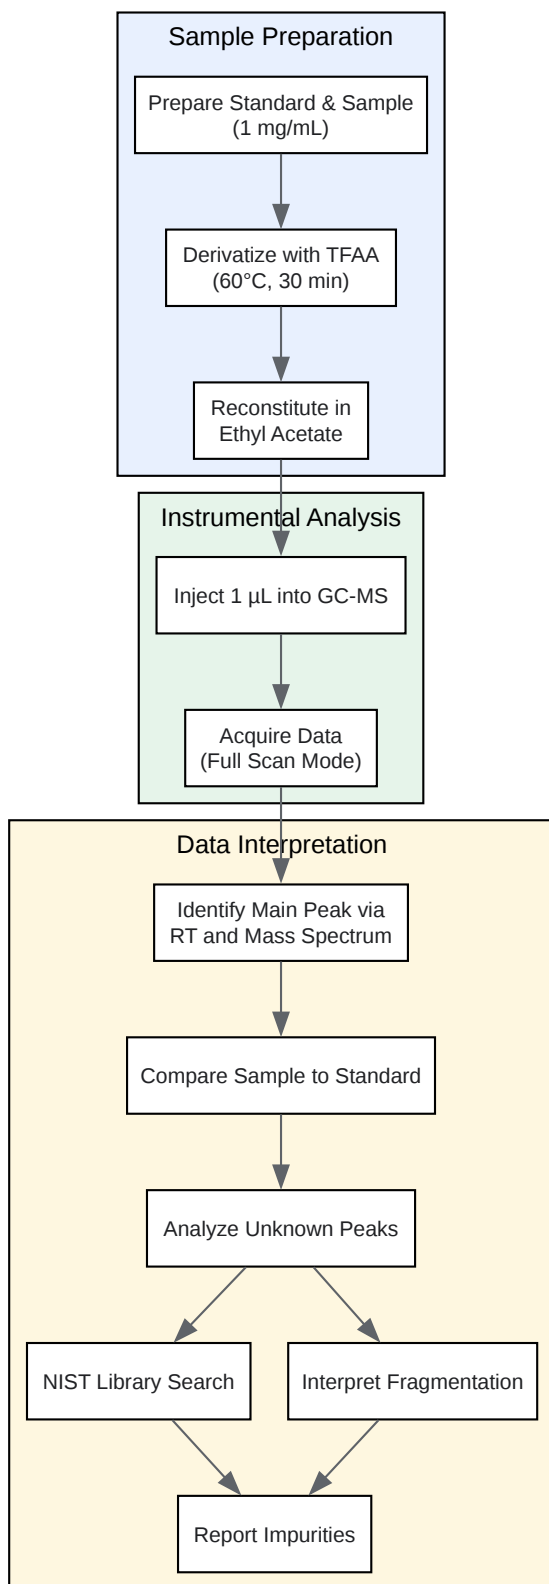 Sample Preparation
Prepare Standard & Sample
(1 mg/mL)
Derivatize with TFAA
(60°C, 30 min)
Reconstitute in
Ethyl Acetate
Instrumental Analysis
Inject 1 µL into GC-MS
Acquire Data
(Full Scan Mode)
Data Interpretation
Identify Main Peak via
RT and Mass Spectrum
Compare Sample to Standard
Analyze Unknown Peaks
NIST Library Search
Interpret Fragmentation
Report Impurities